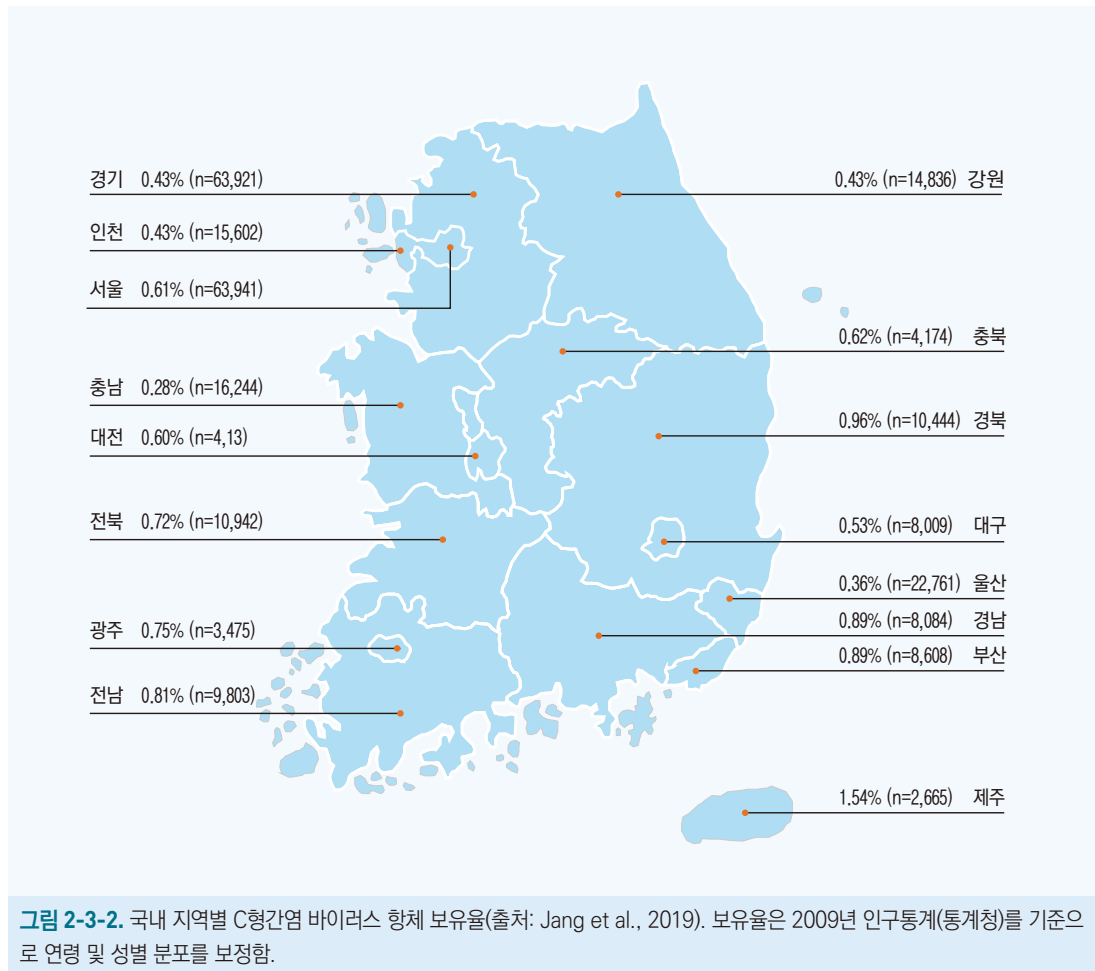 경기 0.43% (n=63,921)
0.43% (n=14,836) 강원
인천 0.43% (n=15,602)
서울 0.61% (n=63,941)
0.62% (n=4,174) 충북
충남 0.28% (n=16,244)
0.96% (n=10,444) 경북
대전 0.60% (n=4,13)
전북 0.72% (n=10,942)
0.53% (n=8,009) 대구
0.36% (n=22,761) 울산
0.89% (n=8,084) 경남
광주 0.75% (n=3,475)
0.89% (n=8,608) 부산
전남 0.81% (n=9,803)
1.54% (n=2,665) 제주
그림 2-3-2. 국내 지역별 C형간염 바이러스 항체 보유율(출처: Jang et al., 2019). 보유율은 2009년 인구통계(통계청)를 기준으
로 연령 및 성별 분포를 보정함.